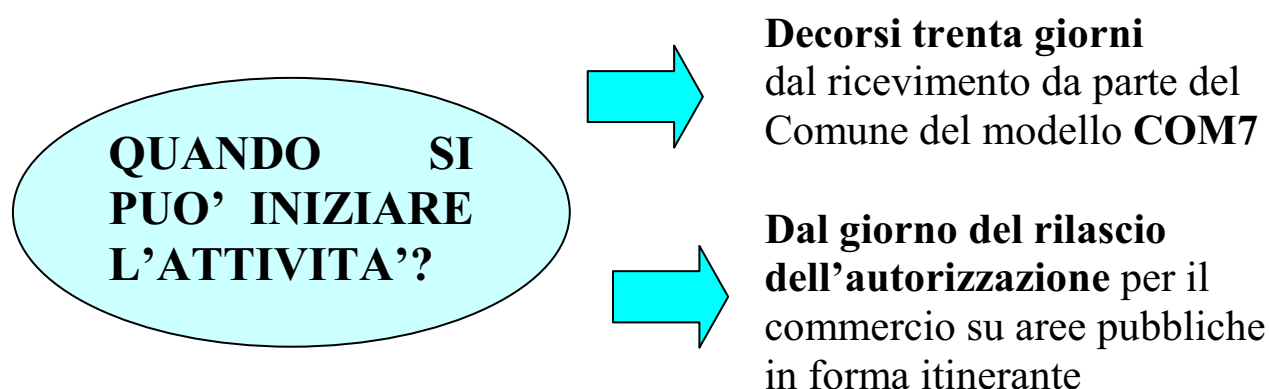 QUANDO SI
PUO’ INIZIARE
L’ATTIVITA’?
Decorsi trenta giorni
dal ricevimento da parte del
Comune del modello COM7
Dal giorno del rilascio
dell’autorizzazione per il
commercio su aree pubbliche
in forma itinerante